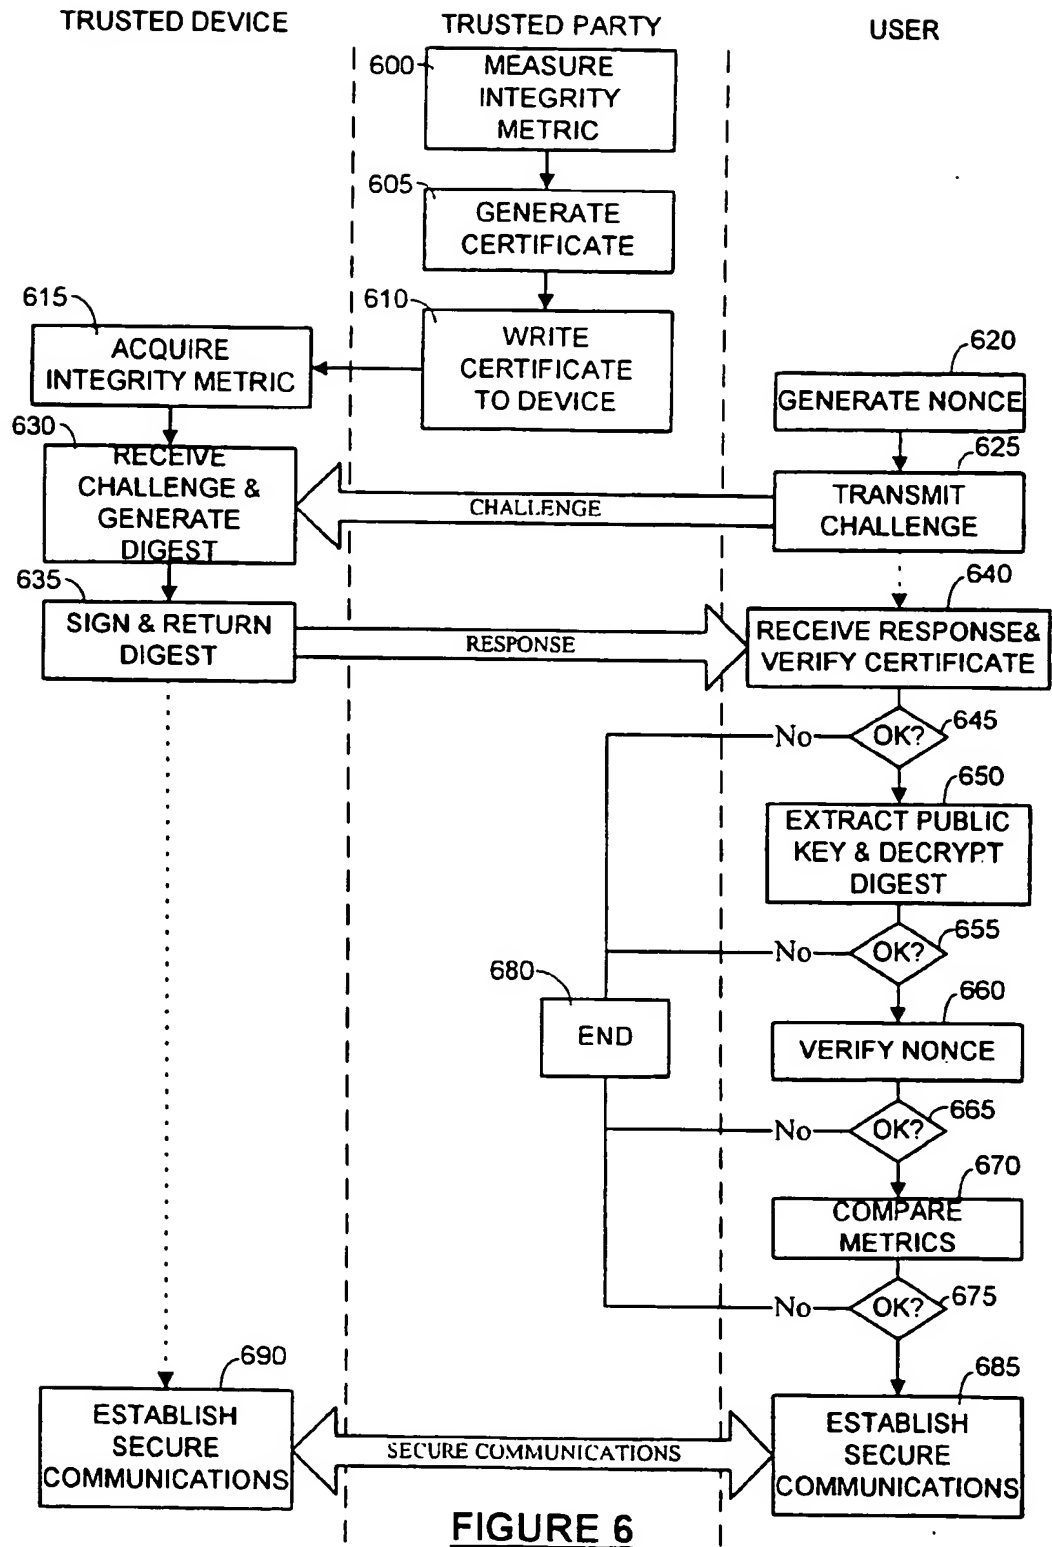 TRUSTED DEVICE
TRUSTED PARTY
USER
600
MEASURE
INTEGRITY
METRIC
605
GENERATE
CERTIFICATE
610
WRITE
CERTIFICATE
TO DEVICE
615
ACQUIRE
INTEGRITY METRIC
620
GENERATE NONCE
625
TRANSMIT
CHALLENGE
CHALLENGE
630
RECEIVE
CHALLENGE &
GENERATE
DIGEST
635
SIGN & RETURN
DIGEST
RESPONSE
640
RECEIVE RESPONSE&
VERIFY CERTIFICATE
645
OK?
No
650
EXTRACT PUBLIC
KEY & DECRYPT
DIGEST
655
OK?
No
680
END
660
VERIFY NONCE
665
OK?
No
670
COMPARE
METRICS
675
OK?
No
690
ESTABLISH
SECURE
COMMUNICATIONS
SECURE COMMUNICATIONS
685
ESTABLISH
SECURE
COMMUNICATIONS
FIGURE 6